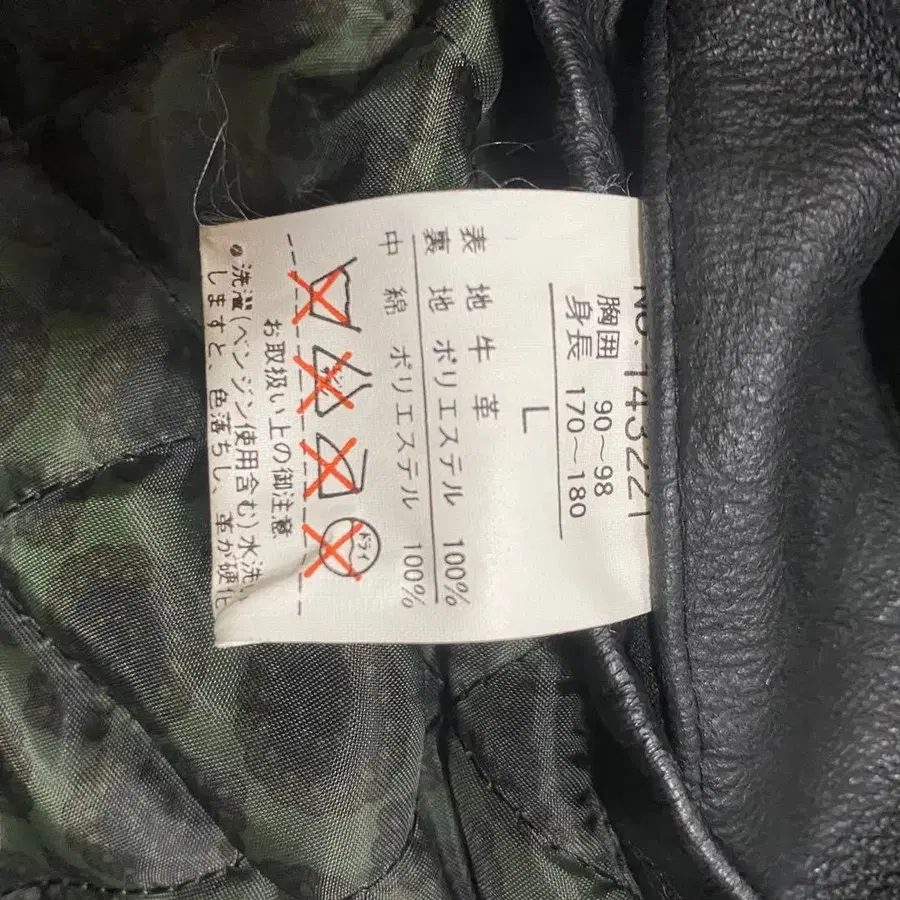 No. 143221
胸囲 90～98
身長 170～180
L
表地 牛革
裏地 ポリエステル 100%
中綿 ポリエステル 100%
ドライ
お取扱い上の御注意
●洗濯(ベンジン使用含む)水洗
しますと、色落ちし、革が硬化